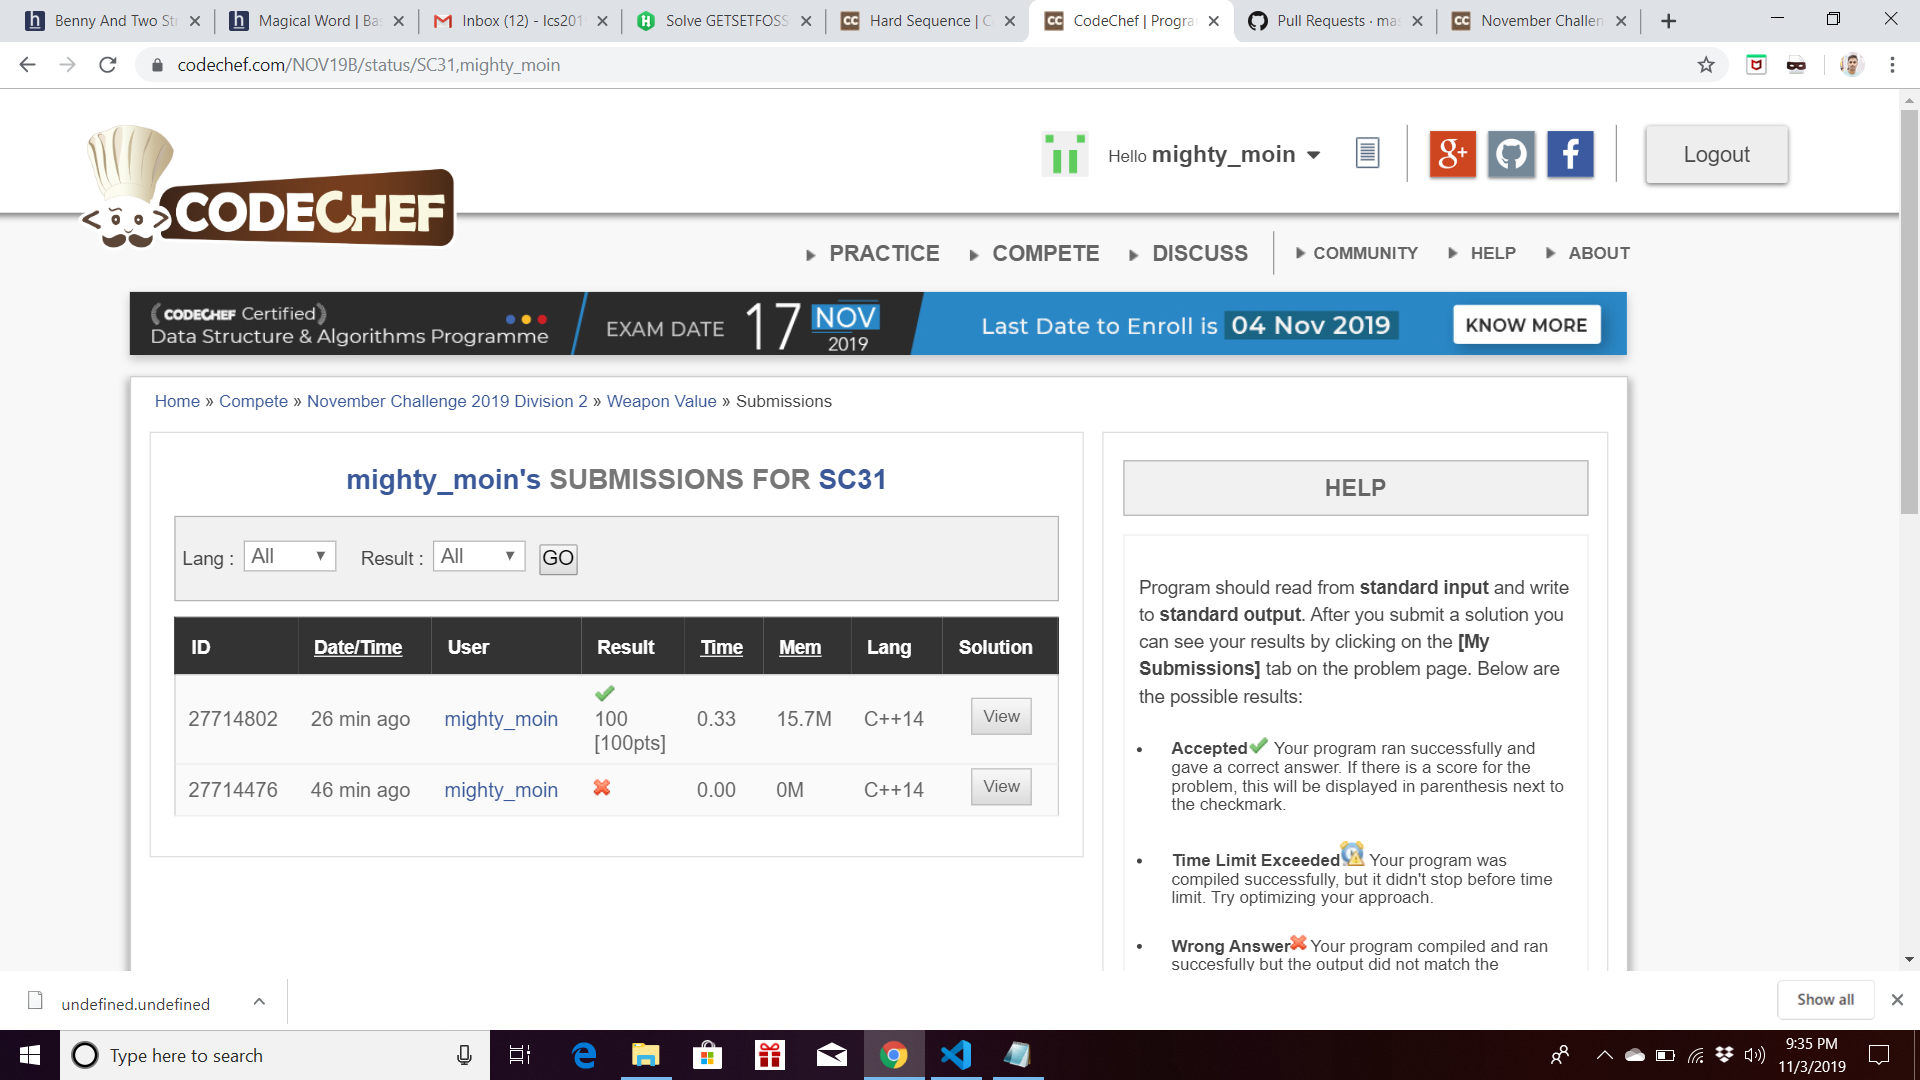 Benny And Two St
Magical Word | Ba
Inbox (12) - lcs201
Solve GETSETFOSS
Hard Sequence | C
CodeChef | Progra
Pull Requests · mas
November Challen
codechef.com/NOV19B/status/SC31,mighty_moin
CODECHEF
Hello mighty_moin
Logout
PRACTICE
COMPETE
DISCUSS
COMMUNITY
HELP
ABOUT
(CODECHEF Certified)
Data Structure & Algorithms Programme
EXAM DATE 17 NOV 2019
Last Date to Enroll is 04 Nov 2019
KNOW MORE
Home » Compete » November Challenge 2019 Division 2 » Weapon Value » Submissions
mighty_moin's SUBMISSIONS FOR SC31
Lang : All Result : All GO
ID Date/Time User Result Time Mem Lang Solution
27714802 26 min ago mighty_moin 100 [100pts] 0.33 15.7M C++14 View
27714476 46 min ago mighty_moin 0.00 0M C++14 View
HELP
Program should read from standard input and write
to standard output. After you submit a solution you
can see your results by clicking on the [My
Submissions] tab on the problem page. Below are
the possible results:
Accepted Your program ran successfully and
gave a correct answer. If there is a score for the
problem, this will be displayed in parenthesis next to
the checkmark.
Time Limit Exceeded Your program was
compiled successfully, but it didn't stop before time
limit. Try optimizing your approach.
Wrong Answer Your program compiled and ran
succesfully but the output did not match the
undefined.undefined
Show all
Type here to search
9:35 PM
11/3/2019